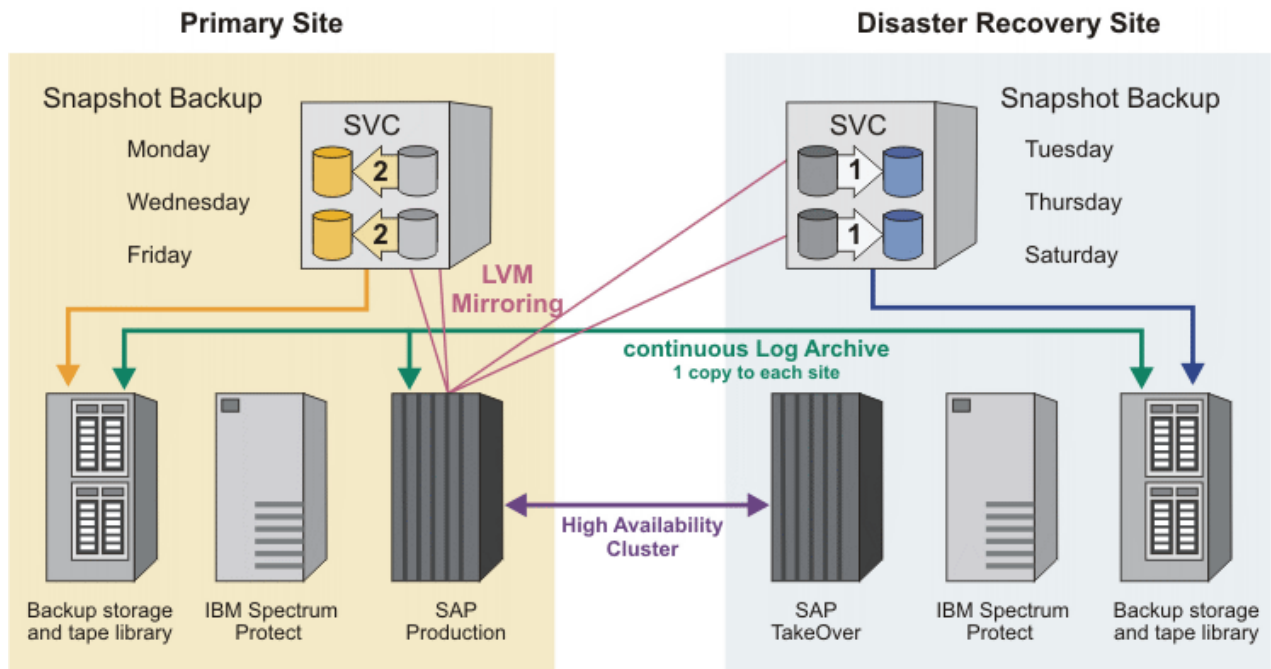 Primary Site
Disaster Recovery Site
Snapshot Backup
Monday
Wednesday
Friday
SVC
2
2
SVC
1
1
Snapshot Backup
Tuesday
Thursday
Saturday
LVM
Mirroring
continuous Log Archive
1 copy to each site
High Availability
Cluster
Backup storage
and tape library
IBM Spectrum
Protect
SAP
Production
SAP
TakeOver
IBM Spectrum
Protect
Backup storage
and tape library